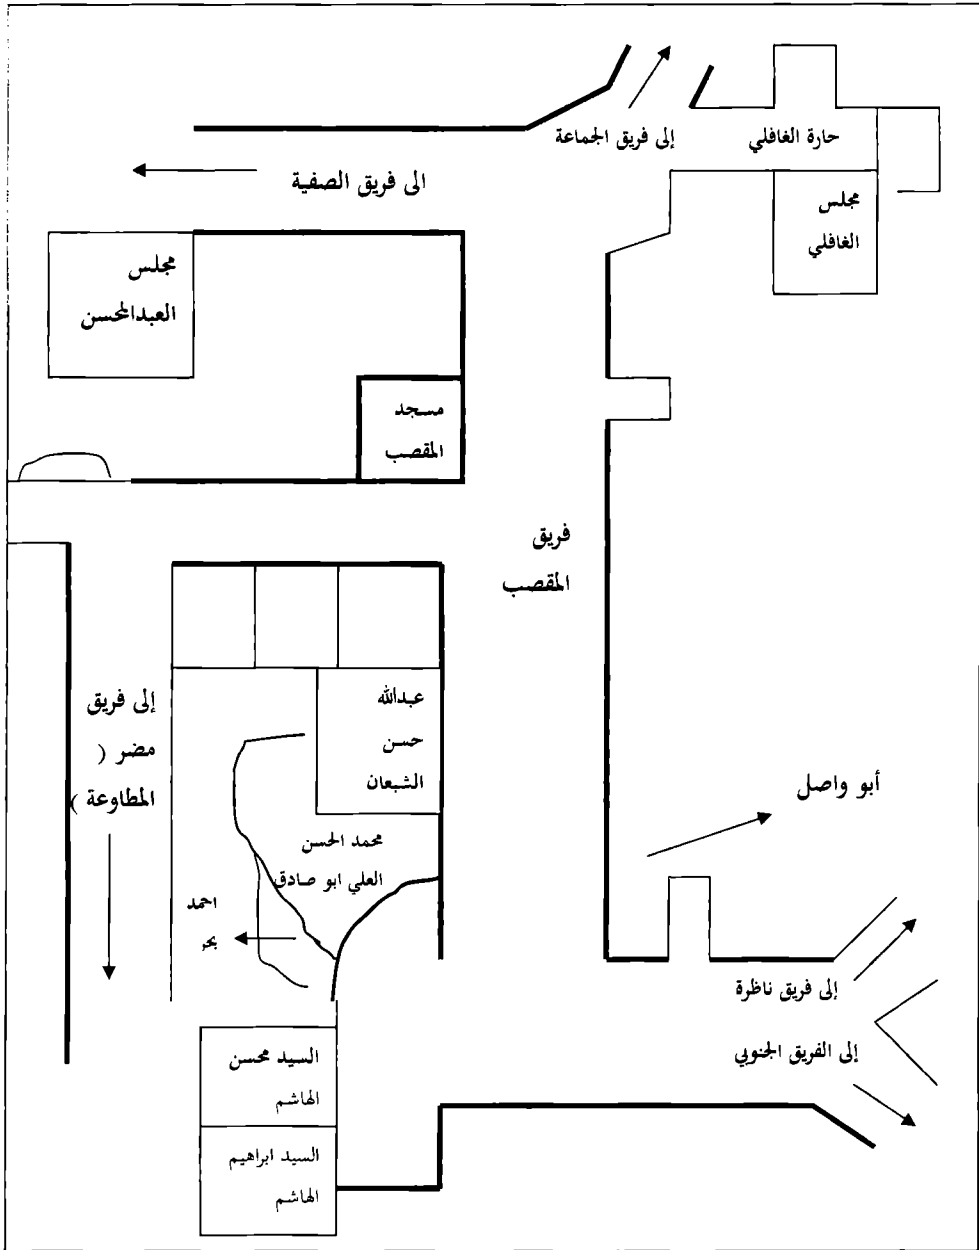 إلى فريق الجماعة
حارة الغافلي
الى فريق الصفية
مجلس
الغافلي
مجلس
العبدالمحسن
مسجد
المقصب
فريق
المقصب
عبدالله
حسن
الشبعان
إلى فريق
مضر (
المطاوعة )
أبو واصل
محمد الحسن
العلي ابو صادق
احمد
بحر
إلى فريق ناظرة
إلى الفريق الجنوبي
السيد محسن
الهاشم
السيد ابراهيم
الهاشم